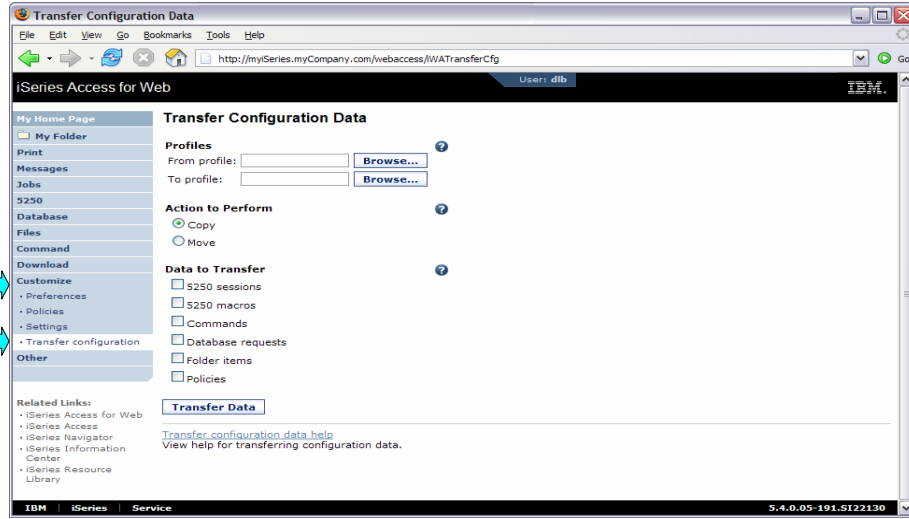 Transfer Configuration Data
File Edit View Go Bookmarks Tools Help
http://myiSeries.myCompany.com/webaccess/iWATransferCfg
Go
iSeries Access for Web
User: dlb
IBM.
My Home Page
My Folder
Print
Messages
Jobs
5250
Database
Files
Command
Download
Customize
• Preferences
• Policies
• Settings
• Transfer configuration
Other
Related Links:
• iSeries Access for Web
• iSeries Access
• iSeries Navigator
• iSeries Information
Center
• iSeries Resource
Library
Transfer Configuration Data
Profiles
?
From profile:
Browse...
To profile:
Browse...
Action to Perform
?
Copy
Move
Data to Transfer
?
5250 sessions
5250 macros
Commands
Database requests
Folder items
Policies
Transfer Data
Transfer configuration data help
View help for transferring configuration data.
IBM | iSeries | Service
5.4.0.05-191.SI22130